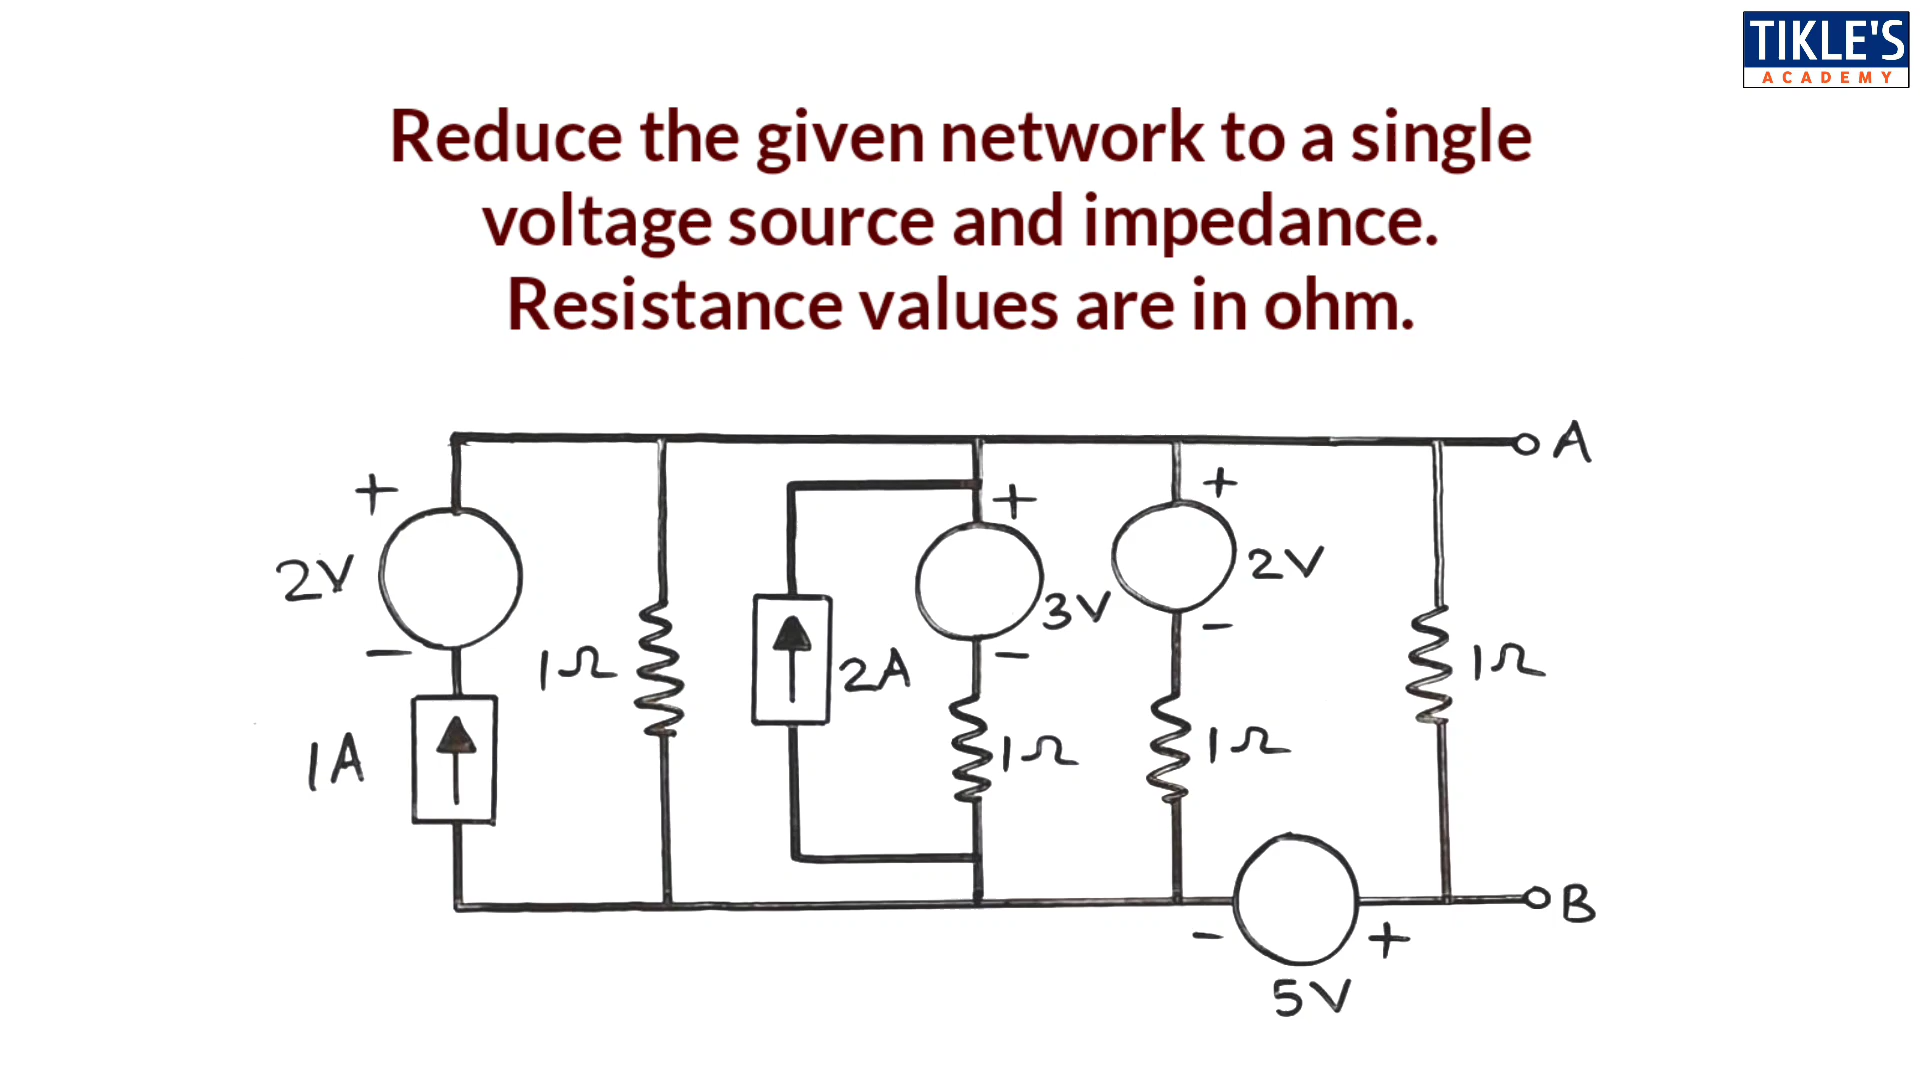 TIKLE'S
ACADEMY
Reduce the given network to a single
voltage source and impedance.
Resistance values are in ohm.
A
+
+
+
2V
2V
3V
-
-
-
1Ω
2A
1Ω
1A
1Ω
1Ω
B
-
+
5V